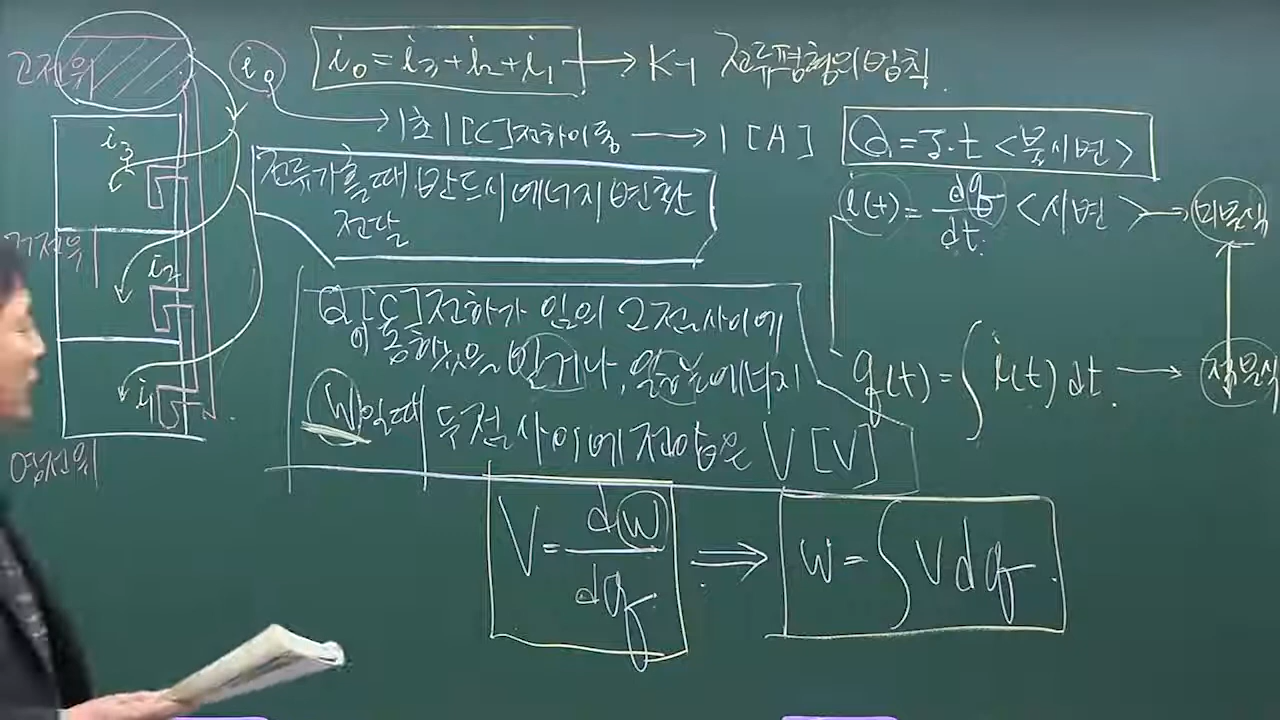 고전위
i₀
i₀ = i₃ + i₂ + i₁ → K-1 전류평형의 법칙
→ 1초 1[C]전하이동 → 1 [A]
Q = I·t <불시변>
i₃
전류가 흐를때 반드시 에너지변환
전달
i(t) = dq/dt <시변> → 미분식
저전위
i₂
Q [C] 전하가 임의 2점사이에
이동하였을 얻거나, 잃은 에너지
W일때 두점사이에 전압은 V [V]
q(t) = ∫ i(t) dt → 적분식
i₁
영전위
V = dW/dq ⇒ W = ∫ V dq